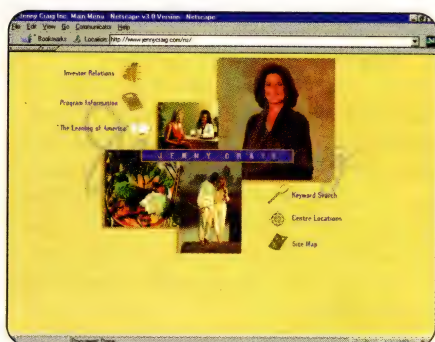 Jenny Craig Inc. Main Menu - Netscape v3.0 Version - Netscape
File Edit View Go Communicator Help
Bookmarks Location: http://www.jennycraig.com/ns/
Investor Relations
Program Information
"The Leaning of America"
JENNY CRAIG
Keyword Search
Centre Locations
Site Map